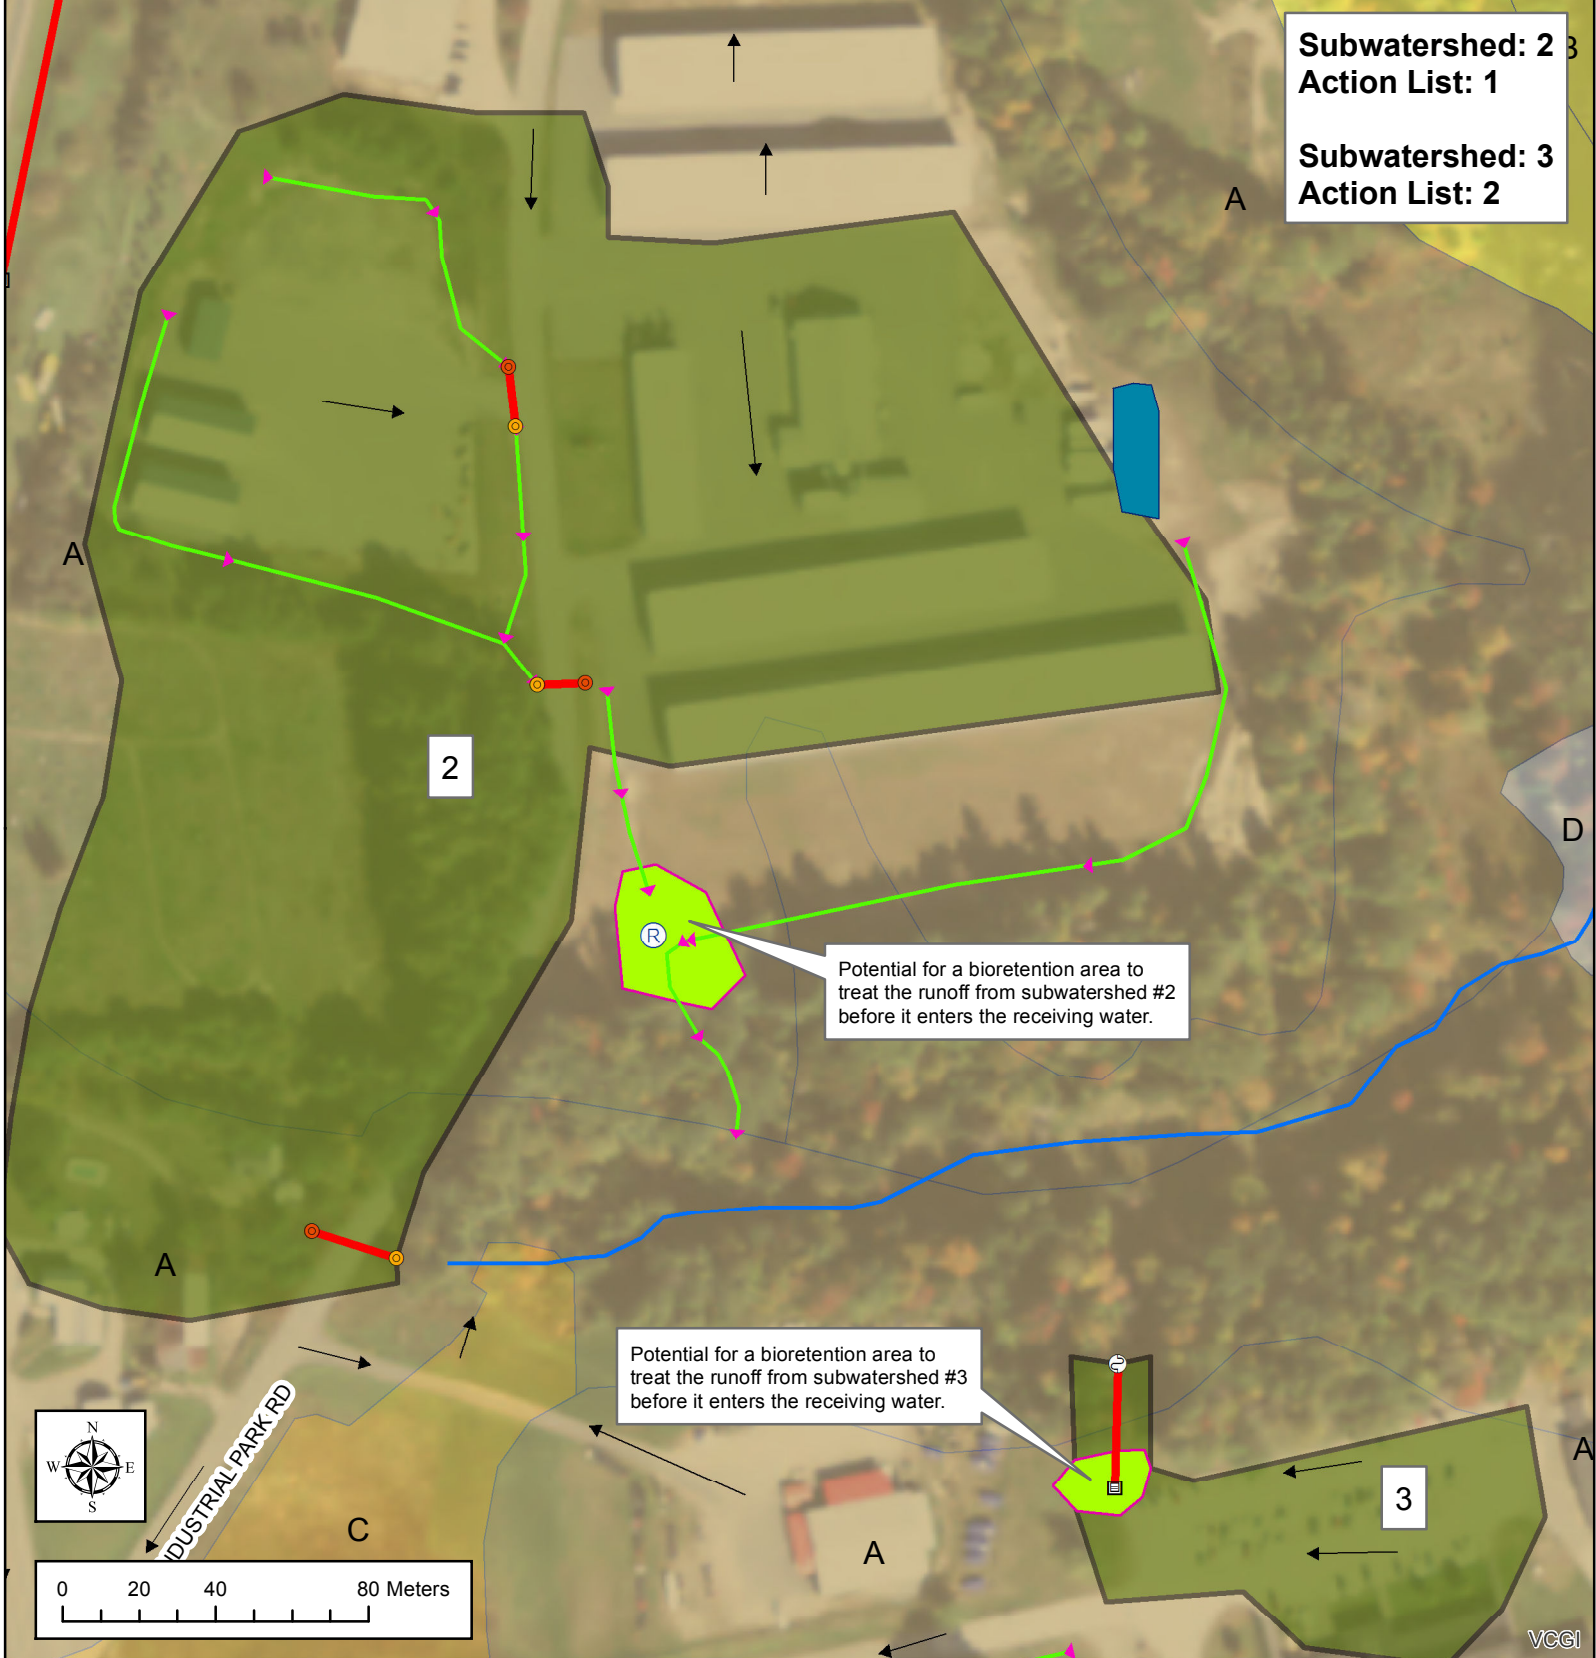 Subwatershed: 2
Action List: 1
Subwatershed: 3
Action List: 2
A
A
2
D
R
Potential for a bioretention area to
treat the runoff from subwatershed #2
before it enters the receiving water.
A
Potential for a bioretention area to
treat the runoff from subwatershed #3
before it enters the receiving water.
N
W E
S
INDUSTRIAL PARK RD
A
3
C
A
0 20 40 80 Meters
VCGI